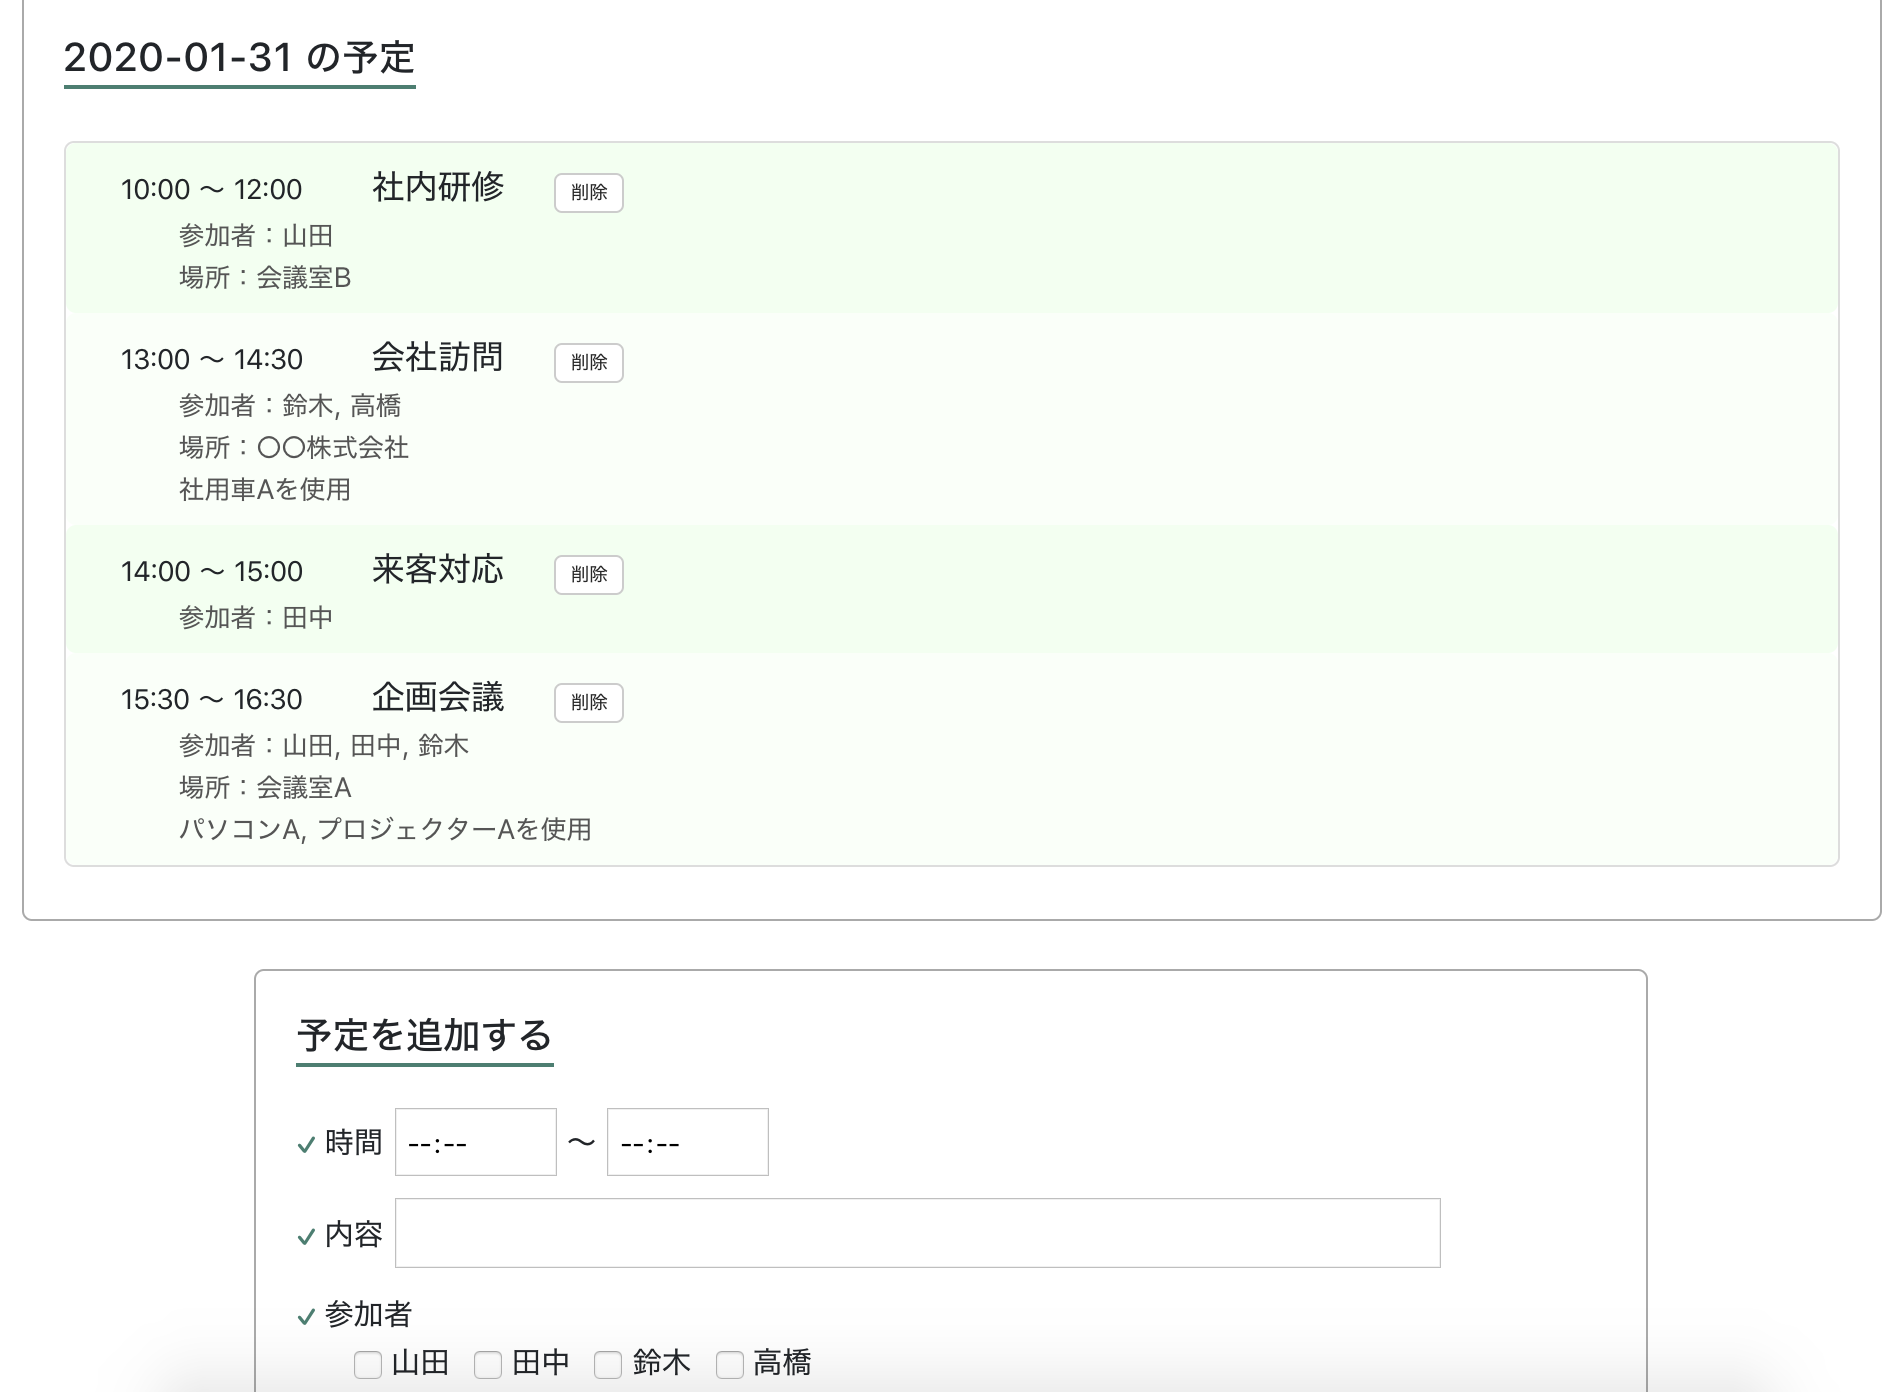 2020-01-31 の予定
10:00 〜 12:00 社内研修 削除
参加者：山田
場所：会議室B
13:00 〜 14:30 会社訪問 削除
参加者：鈴木, 高橋
場所：〇〇株式会社
社用車Aを使用
14:00 〜 15:00 来客対応 削除
参加者：田中
15:30 〜 16:30 企画会議 削除
参加者：山田, 田中, 鈴木
場所：会議室A
パソコンA, プロジェクターAを使用
予定を追加する
時間 --:-- 〜 --:--
内容
参加者
山田 田中 鈴木 高橋